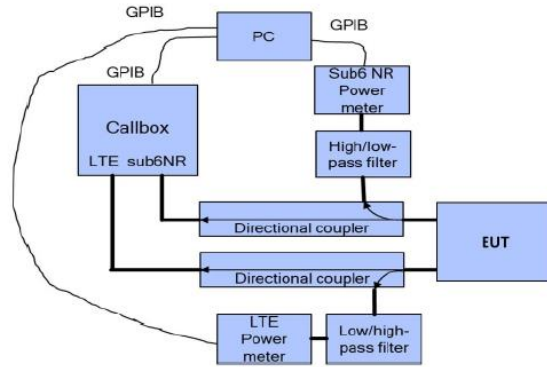 GPIB
PC
GPIB
GPIB
Sub6 NR
Power
meter
Callbox
LTE sub6NR
High/low-
pass filter
Directional coupler
EUT
Directional coupler
LTE
Power
meter
Low/high-
pass filter